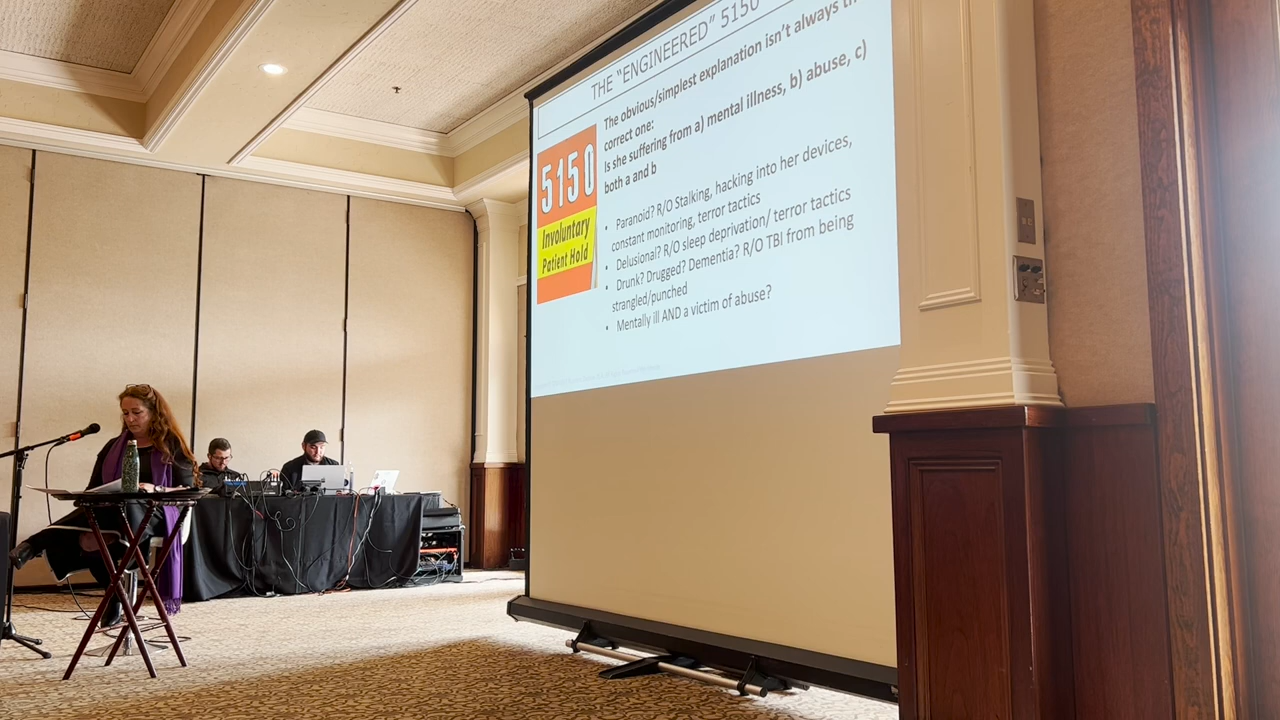 THE "ENGINEERED" 5150
The obvious/simplest explanation isn't always th
correct one:
Is she suffering from a) mental illness, b) abuse, c)
both a and b
5150
Involuntary
Patient Hold
• Paranoid? R/O Stalking, hacking into her devices,
constant monitoring, terror tactics
• Delusional? R/O sleep deprivation/ terror tactics
• Drunk? Drugged? Dementia? R/O TBI from being
strangled/punched
• Mentally ill AND a victim of abuse?